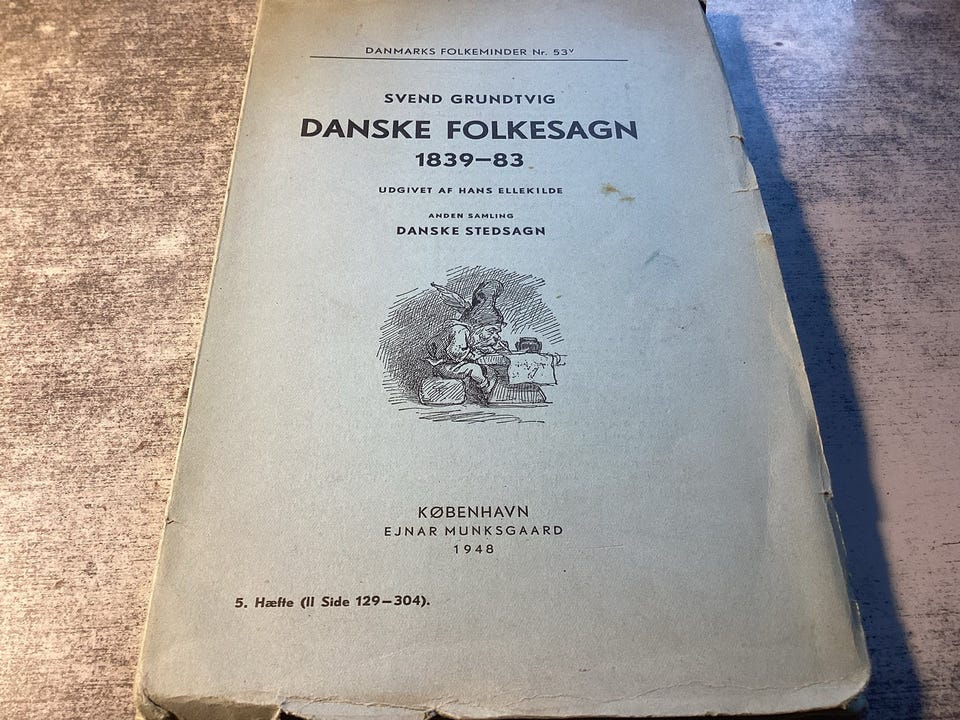 DANMARKS FOLKEMINDER Nr. 53ⱽ
SVEND GRUNDTVIG
DANSKE FOLKESAGN
1839–83
UDGIVET AF HANS ELLEKILDE
ANDEN SAMLING
DANSKE STEDSAGN
KØBENHAVN
EJNAR MUNKSGAARD
1948
5. Hæfte (II Side 129–304).